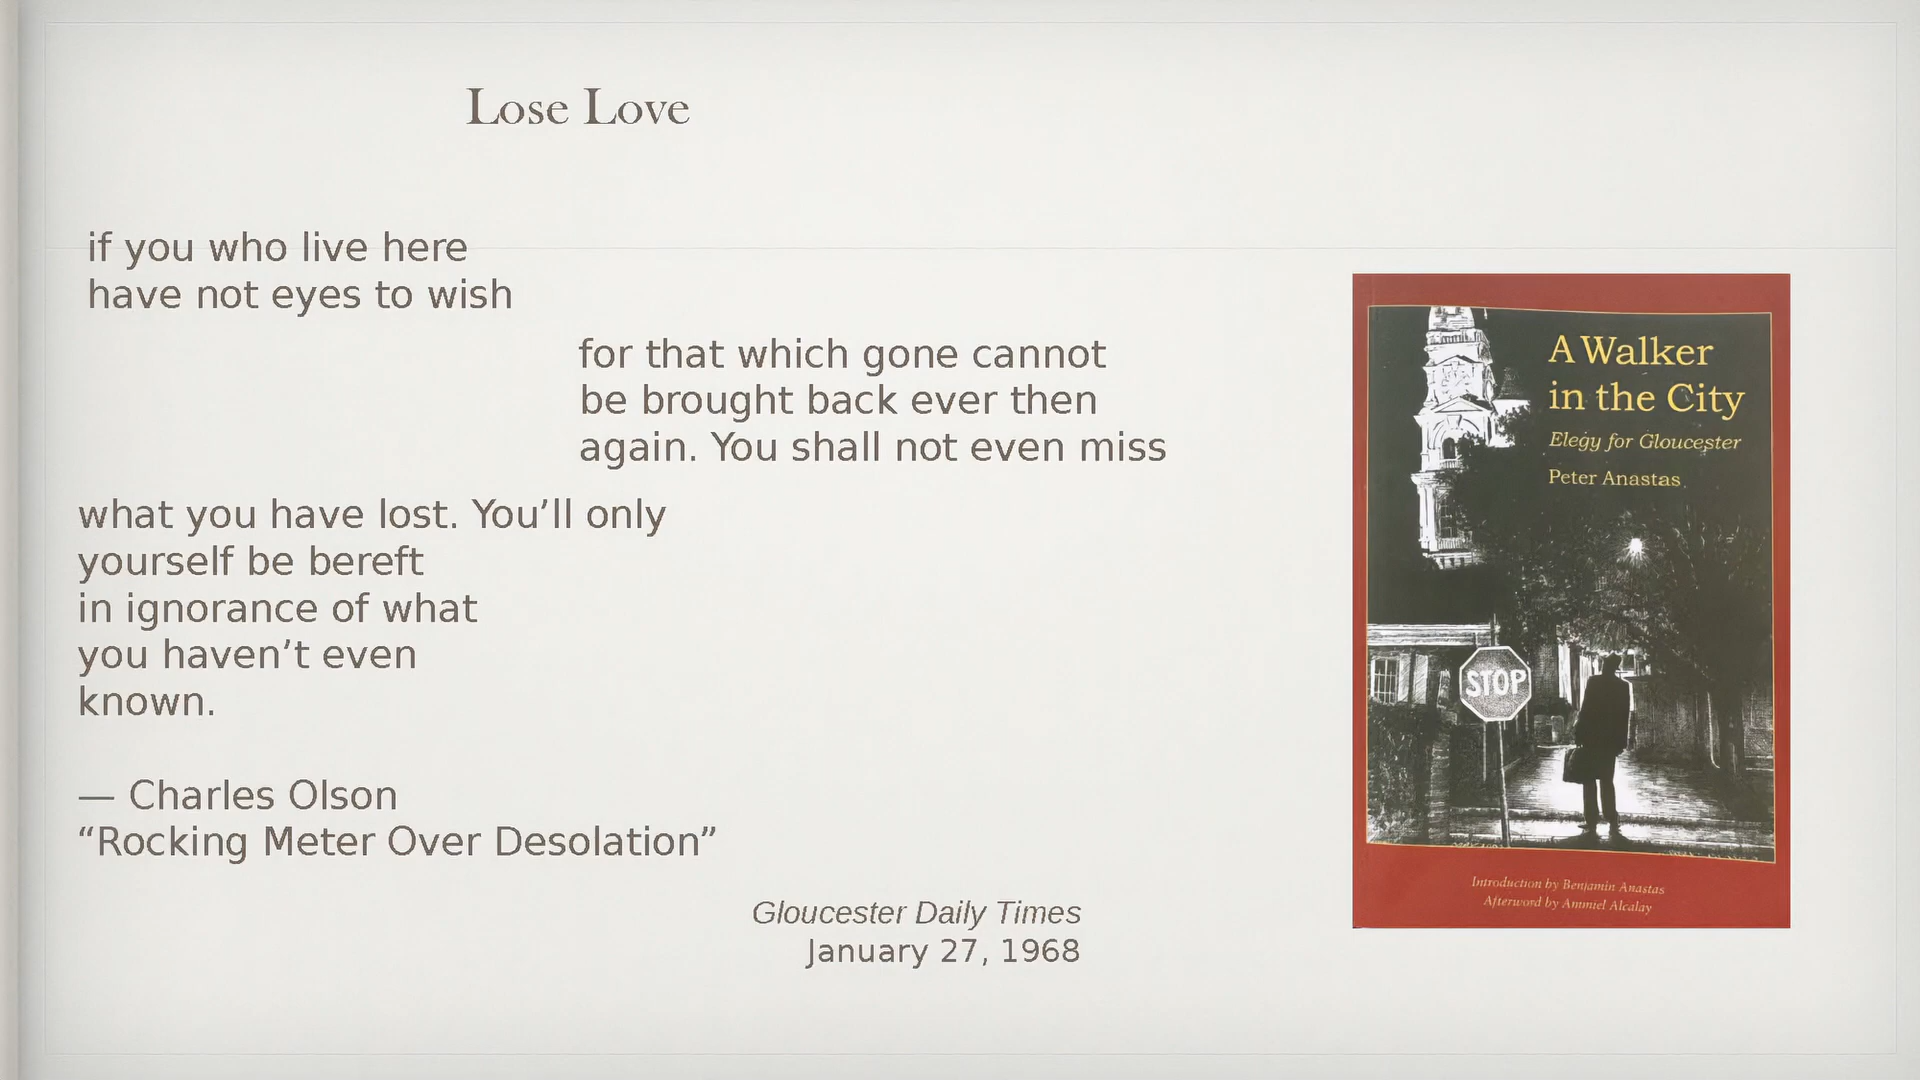 Lose Love
if you who live here
have not eyes to wish
for that which gone cannot
be brought back ever then
again. You shall not even miss
what you have lost. You’ll only
yourself be bereft
in ignorance of what
you haven’t even
known.
— Charles Olson
“Rocking Meter Over Desolation”
Gloucester Daily Times
January 27, 1968
A Walker
in the City
Elegy for Gloucester
Peter Anastas
STOP
Introduction by Benjamin Anastas
Afterword by Ammiel Alcalay